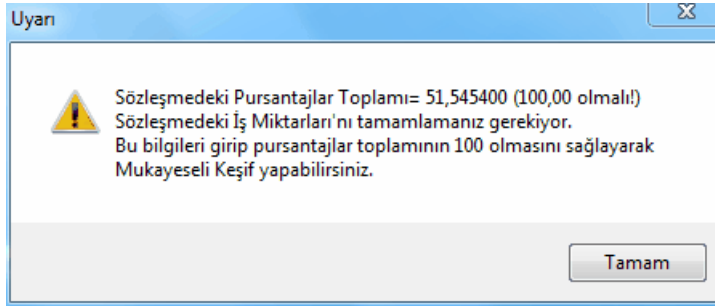 Uyarı
Sözleşmedeki Pursantajlar Toplamı= 51,545400 (100,00 olmalı!)
Sözleşmedeki İş Miktarları'nı tamamlamanız gerekiyor.
Bu bilgileri girip pursantajlar toplamının 100 olmasını sağlayarak
Mukayeseli Keşif yapabilirsiniz.
Tamam